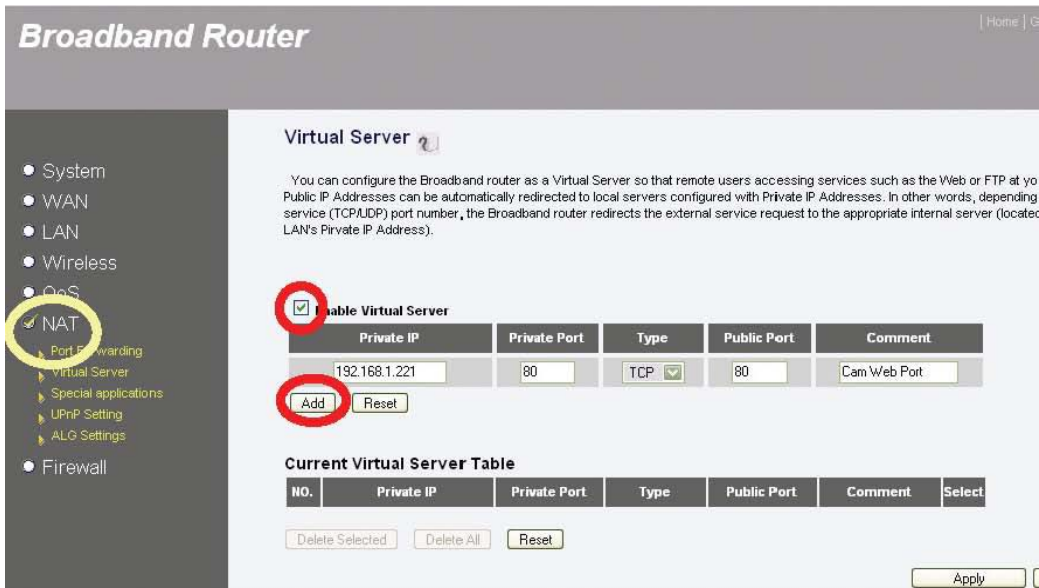 Broadband Router
| Home | G
System
WAN
LAN
Wireless
QoS
NAT
Port Forwarding
Virtual Server
Special applications
UPnP Setting
ALG Settings
Firewall
Virtual Server
You can configure the Broadband router as a Virtual Server so that remote users accessing services such as the Web or FTP at yo
Public IP Addresses can be automatically redirected to local servers configured with Private IP Addresses. In other words, depending
service (TCP/UDP) port number, the Broadband router redirects the external service request to the appropriate internal server (located
LAN's Pirvate IP Address).
Enable Virtual Server
Private IP Private Port Type Public Port Comment
192.168.1.221 80 TCP 80 Cam Web Port
Add Reset
Current Virtual Server Table
NO. Private IP Private Port Type Public Port Comment Select
Delete Selected Delete All Reset
Apply